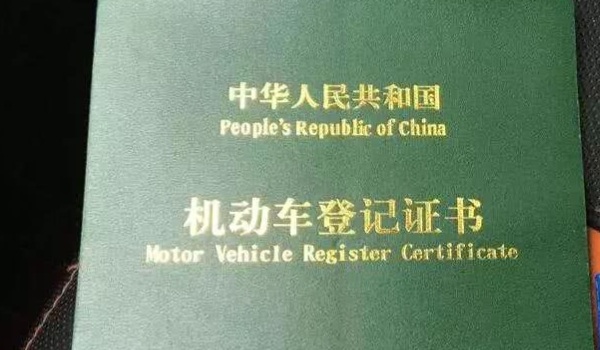 中华人民共和国
People's Republic of China
机动车登记证书
Motor Vehicle Register Certificate